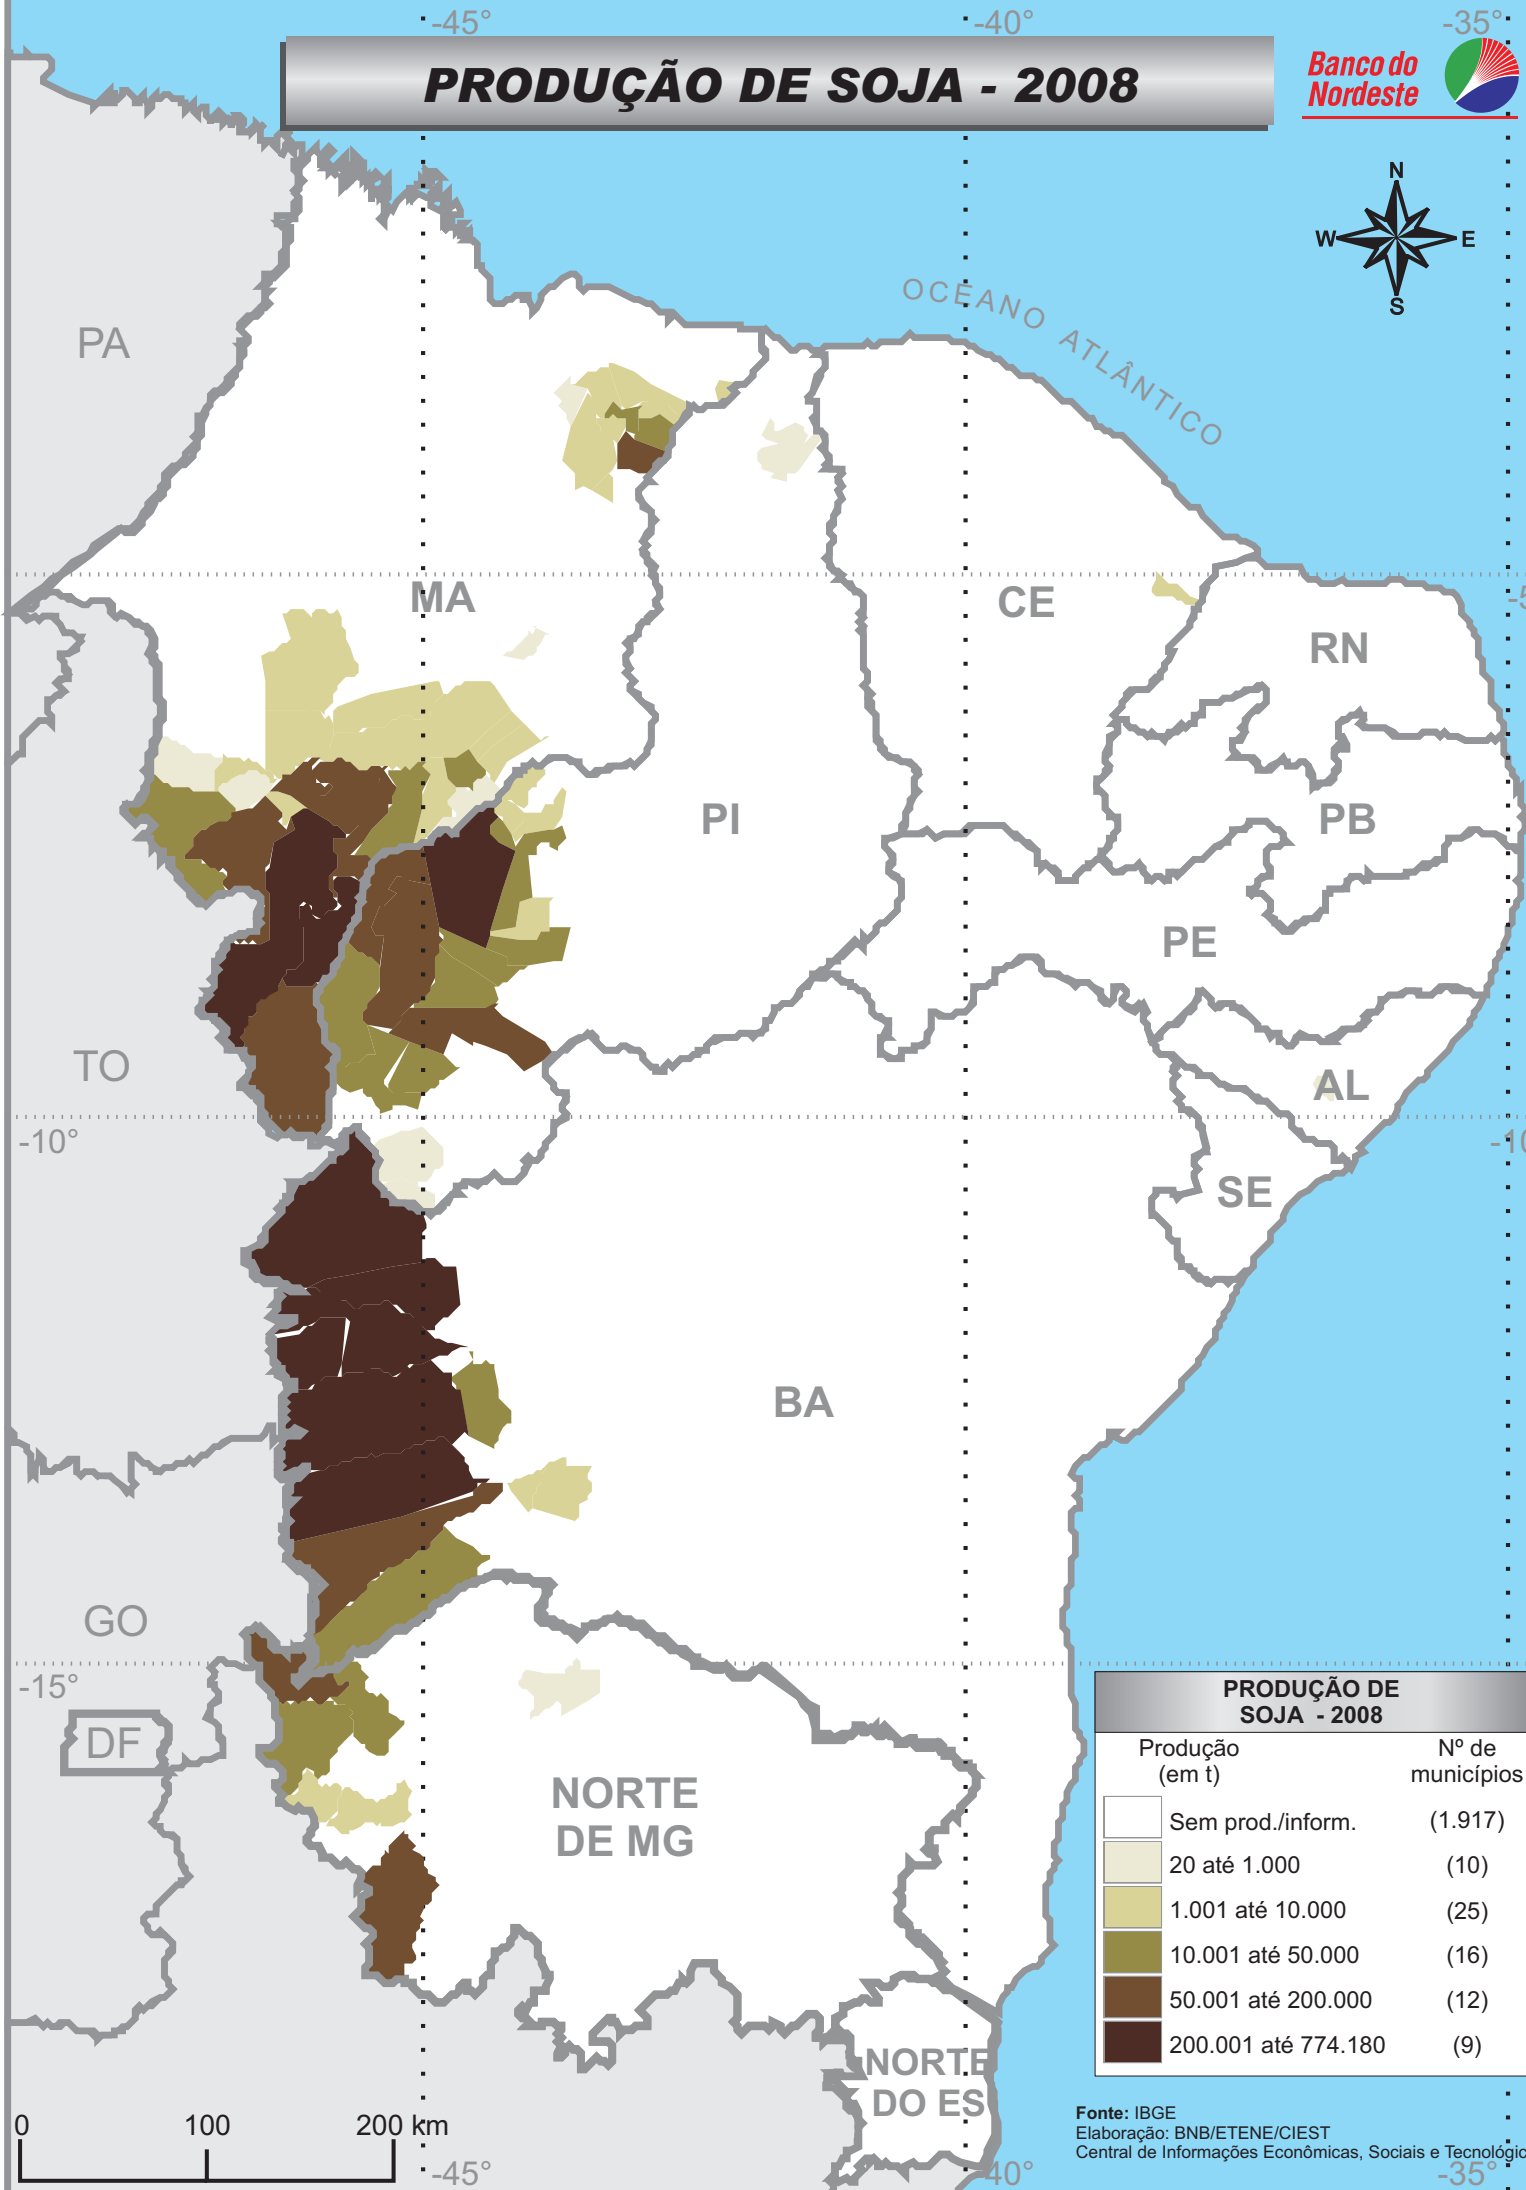 -45°
-40°
-35°
PRODUÇÃO DE SOJA - 2008
Banco do
Nordeste
N
W
E
S
OCEANO ATLÂNTICO
PA
MA
CE
RN
PI
PB
PE
TO
AL
-10°
SE
BA
GO
-15°
DF
NORTE
DE MG
NORTE
DO ES
PRODUÇÃO DE
SOJA - 2008
Produção
(em t)
Nº de
municípios
Sem prod./inform. (1.917)
20 até 1.000 (10)
1.001 até 10.000 (25)
10.001 até 50.000 (16)
50.001 até 200.000 (12)
200.001 até 774.180 (9)
Fonte: IBGE
Elaboração: BNB/ETENE/CIEST
Central de Informações Econômicas, Sociais e
0 100 200 km
-45°
-40°
-35°